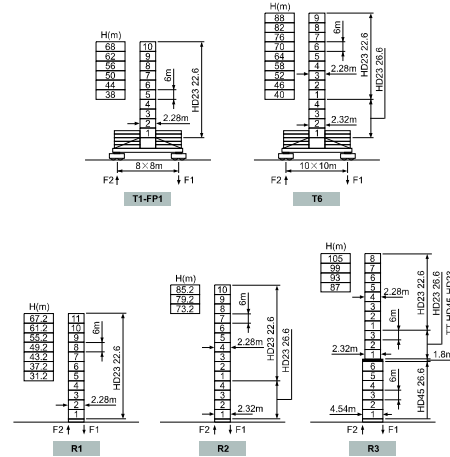 H(m)
68
62
56
50
44
38
10
9
8
7
6
5
4
3
2
1
6m
2.28m
HD23 22.6
8×8m
F2
F1
T1-FP1
H(m)
88
82
76
70
64
58
52
46
40
9
8
7
6
5
4
3
2
1
4
3
2
1
6m
2.28m
2.32m
HD23 22.6
HD23 26.6
10×10m
F2
F1
T6
H(m)
67.2
61.2
55.2
49.2
43.2
37.2
31.2
11
10
9
8
7
6
5
4
3
2
1
6m
2.28m
HD23 22.6
F2
F1
R1
H(m)
85.2
79.2
73.2
10
9
8
7
6
5
4
3
2
1
4
3
2
1
6m
2.28m
2.32m
HD23 22.6
HD23 26.6
F2
F1
R2
H(m)
105
99
93
87
8
7
6
5
4
3
2
1
3
2
1
6
5
4
3
2
1
6m
2.28m
6m
2.32m
1.8m
6m
4.54m
HD23 22.6
HD23 26.6
TT HD45-HD23
HD45 26.6
F2
F1
R3